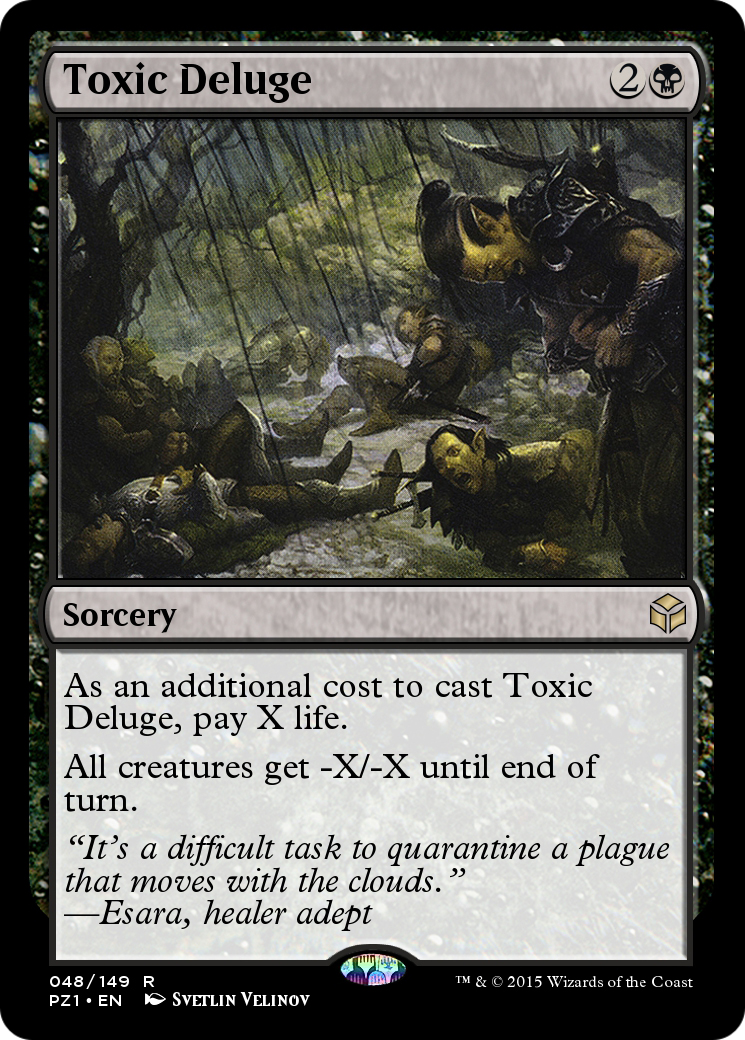 Toxic Deluge 2
Sorcery
As an additional cost to cast Toxic
Deluge, pay X life.
All creatures get -X/-X until end of
turn.
“It’s a difficult task to quarantine a plague
that moves with the clouds.”
—Esara, healer adept
048/149 R
PZ1 • EN Svetlin Velinov
™ & © 2015 Wizards of the Coast